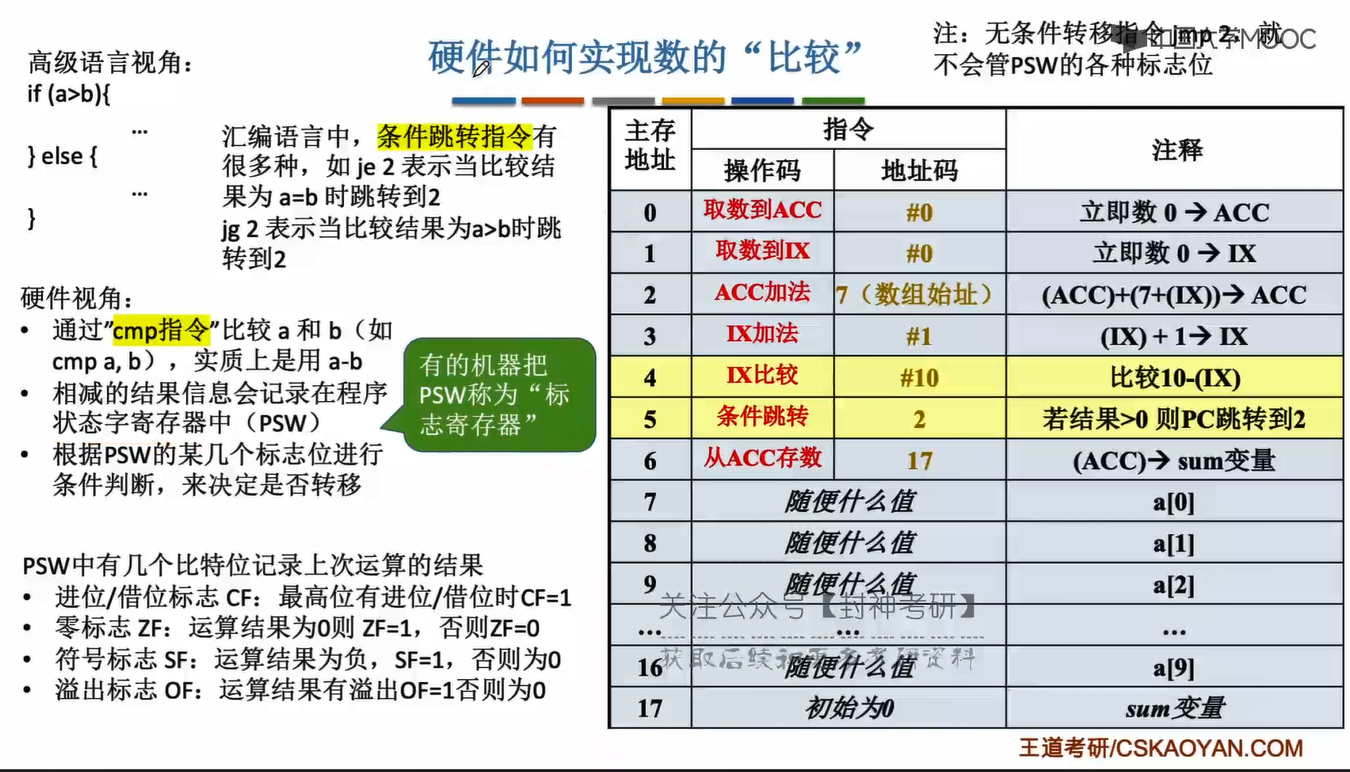 硬件如何实现数的“比较”
注：无条件转移指令 jmp 2，就
不会管PSW的各种标志位
中国大学MOOC
高级语言视角：
if (a>b){
...
} else {
...
}
汇编语言中，条件跳转指令有
很多种，如 je 2 表示当比较结
果为 a=b 时跳转到2
jg 2 表示当比较结果为a>b时跳
转到2
硬件视角：
• 通过”cmp指令”比较 a 和 b（如
cmp a, b），实质上是用 a-b
• 相减的结果信息会记录在程序
状态字寄存器中（PSW）
• 根据PSW的某几个标志位进行
条件判断，来决定是否转移
有的机器把
PSW称为“标
志寄存器”
PSW中有几个比特位记录上次运算的结果
• 进位/借位标志 CF：最高位有进位/借位时CF=1
• 零标志 ZF：运算结果为0则 ZF=1，否则ZF=0
• 符号标志 SF：运算结果为负，SF=1，否则为0
• 溢出标志 OF：运算结果有溢出OF=1否则为0
主存
地址 指令 注释
操作码 地址码
0 取数到ACC #0 立即数 0 → ACC
1 取数到IX #0 立即数 0 → IX
2 ACC加法 7（数组始址） (ACC)+(7+(IX))→ ACC
3 IX加法 #1 (IX) + 1→ IX
4 IX比较 #10 比较10-(IX)
5 条件跳转 2 若结果>0 则PC跳转到2
6 从ACC存数 17 (ACC)→ sum变量
7 随便什么值 a[0]
8 随便什么值 a[1]
9 随便什么值 a[2]
关注公众号【封神考研】
... ... ...
获取后续
考研资料
16 随便什么值 a[9]
17 初始为0 sum变量
王道考研/CSKAOYAN.COM